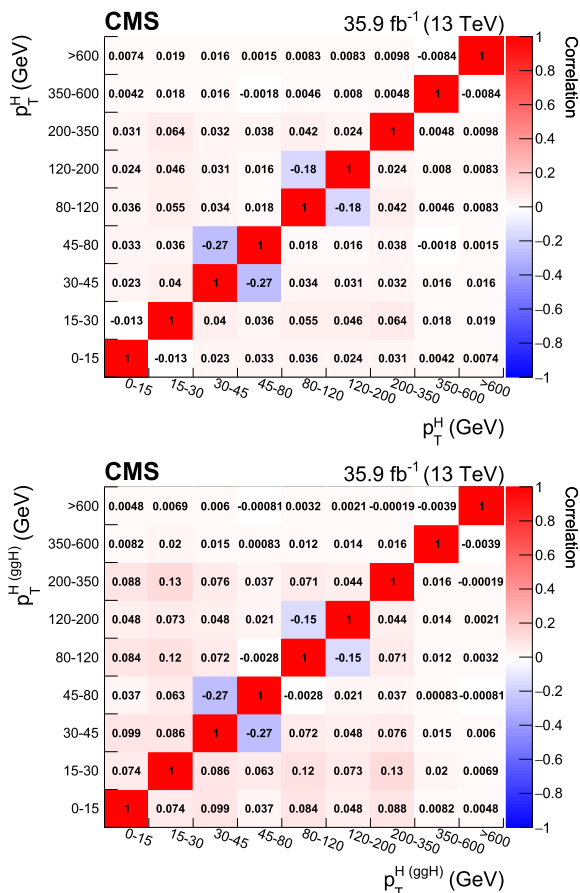 CMS 35.9 fb⁻¹ (13 TeV)
p_T^H (GeV)
>600 0.0074 0.019 0.016 0.0015 0.0083 0.0083 0.0098 -0.0084 1
350-600 0.0042 0.018 0.016 -0.0018 0.0046 0.008 0.0048 1 -0.0084
200-350 0.031 0.064 0.032 0.038 0.042 0.024 1 0.0048 0.0098
120-200 0.024 0.046 0.031 0.016 -0.18 1 0.024 0.008 0.0083
80-120 0.036 0.055 0.034 0.018 1 -0.18 0.042 0.0046 0.0083
45-80 0.033 0.036 -0.27 1 0.018 0.016 0.038 -0.0018 0.0015
30-45 0.023 0.04 1 -0.27 0.034 0.031 0.032 0.016 0.016
15-30 -0.013 1 0.04 0.036 0.055 0.046 0.064 0.018 0.019
0-15 1 -0.013 0.023 0.033 0.036 0.024 0.031 0.0042 0.0074
0-15 15-30 30-45 45-80 80-120 120-200 200-350 350-600 >600
p_T^H (GeV)
1
0.8
0.6
0.4
0.2
0
−0.2
−0.4
−0.6
−0.8
−1
Correlation
CMS 35.9 fb⁻¹ (13 TeV)
p_T^H (ggH) (GeV)
>600 0.0048 0.0069 0.006 -0.00081 0.0032 0.0021 -0.00019 -0.0039 1
350-600 0.0082 0.02 0.015 0.00083 0.012 0.014 0.016 1 -0.0039
200-350 0.088 0.13 0.076 0.037 0.071 0.044 1 0.016 -0.00019
120-200 0.048 0.073 0.048 0.021 -0.15 1 0.044 0.014 0.0021
80-120 0.084 0.12 0.072 -0.0028 1 -0.15 0.071 0.012 0.0032
45-80 0.037 0.063 -0.27 1 -0.0028 0.021 0.037 0.00083 -0.00081
30-45 0.099 0.086 1 -0.27 0.072 0.048 0.076 0.015 0.006
15-30 0.074 1 0.086 0.063 0.12 0.073 0.13 0.02 0.0069
0-15 1 0.074 0.099 0.037 0.084 0.048 0.088 0.0082 0.0048
0-15 15-30 30-45 45-80 80-120 120-200 200-350 350-600 >600
p_T^H (ggH) (GeV)
1
0.8
0.6
0.4
0.2
0
−0.2
−0.4
−0.6
−0.8
−1
Correlation